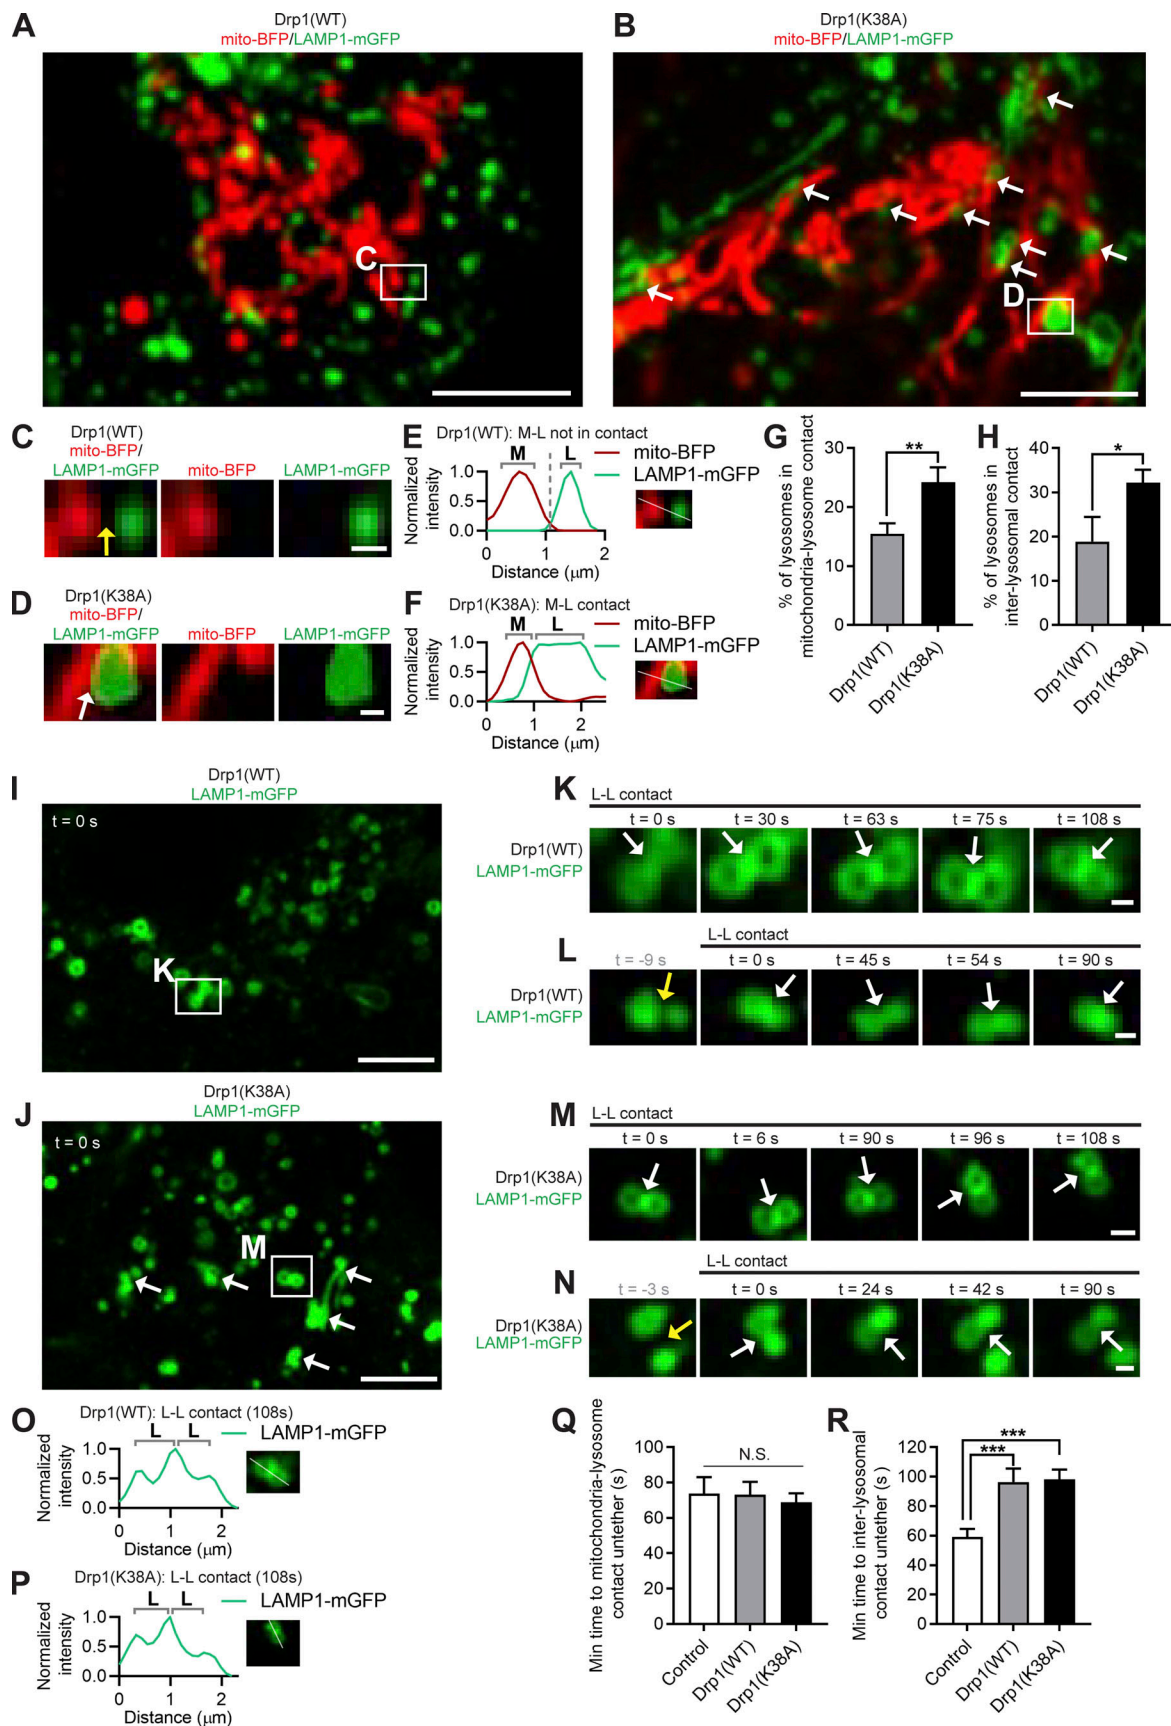 A
Drp1(WT)
mito-BFP/LAMP1-mGFP
C
B
Drp1(K38A)
mito-BFP/LAMP1-mGFP
D
C
Drp1(WT)
mito-BFP/
LAMP1-mGFP
mito-BFP
LAMP1-mGFP
D
Drp1(K38A)
mito-BFP/
LAMP1-mGFP
mito-BFP
LAMP1-mGFP
E
Drp1(WT): M-L not in contact
M
L
mito-BFP
LAMP1-mGFP
Normalized
intensity
1.0
0.5
0.0
0
1
2
Distance (μm)
F
Drp1(K38A): M-L contact
M
L
mito-BFP
LAMP1-mGFP
Normalized
intensity
1.0
0.5
0.0
0
1
2
Distance (μm)
G
% of lysosomes in
mitochondria-lysosome contact
30
20
10
0
**
Drp1(WT)
Drp1(K38A)
H
% of lysosomes in
inter-lysosomal contact
40
30
20
10
0
*
Drp1(WT)
Drp1(K38A)
I
Drp1(WT)
LAMP1-mGFP
t = 0 s
K
J
Drp1(K38A)
LAMP1-mGFP
t = 0 s
M
K
L-L contact
t = 0 s
t = 30 s
t = 63 s
t = 75 s
t = 108 s
Drp1(WT)
LAMP1-mGFP
L
L-L contact
t = -9 s
t = 0 s
t = 45 s
t = 54 s
t = 90 s
Drp1(WT)
LAMP1-mGFP
M
L-L contact
t = 0 s
t = 6 s
t = 90 s
t = 96 s
t = 108 s
Drp1(K38A)
LAMP1-mGFP
N
L-L contact
t = -3 s
t = 0 s
t = 24 s
t = 42 s
t = 90 s
Drp1(K38A)
LAMP1-mGFP
O
Drp1(WT): L-L contact (108s)
L
L
LAMP1-mGFP
Normalized
intensity
1.0
0.5
0.0
0
1
2
Distance (μm)
P
Drp1(K38A): L-L contact (108s)
L
L
LAMP1-mGFP
Normalized
intensity
1.0
0.5
0.0
0
1
2
Distance (μm)
Q
Min time to mitochondria-lysosome
contact untether (s)
100
80
60
40
20
0
N.S.
Control
Drp1(WT)
Drp1(K38A)
R
Min time to inter-lysosomal
contact untether (s)
120
100
80
60
40
20
0
***
***
Control
Drp1(WT)
Drp1(K38A)